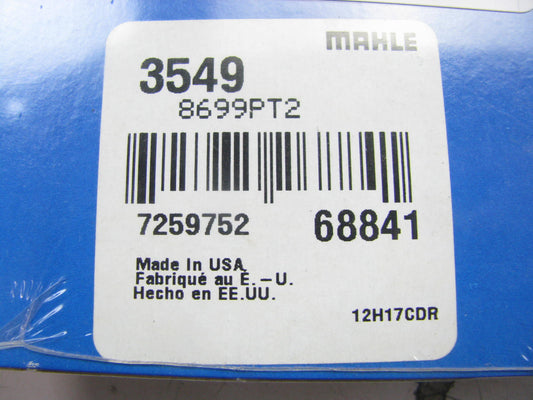 MAHLE
3549
8699PT2
7259752 68841
Made In USA
Fabriqué au É.-U.
Hecho en EE.UU.
12H17CDR